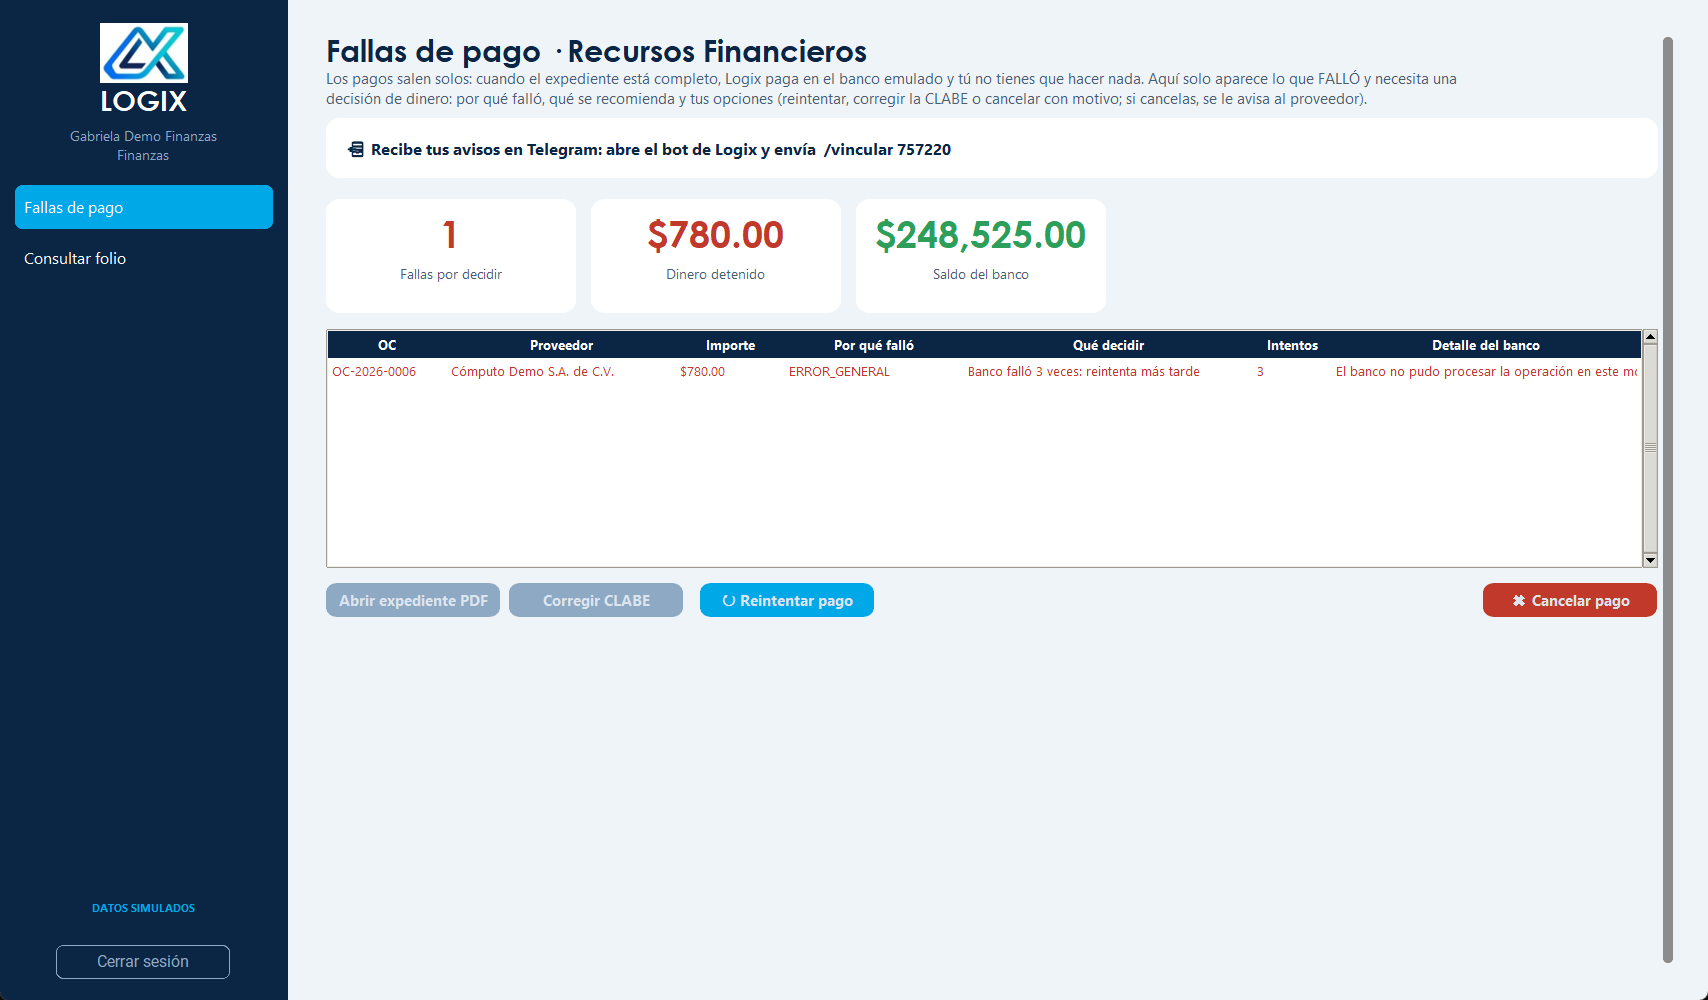 LOGIX
Gabriela Demo Finanzas
Finanzas
Fallas de pago
Consultar folio
DATOS SIMULADOS
Cerrar sesión
Fallas de pago · Recursos Financieros
Los pagos salen solos: cuando el expediente está completo, Logix paga en el banco emulado y tú no tienes que hacer nada. Aquí solo aparece lo que FALLÓ y necesita una
decisión de dinero: por qué falló, qué se recomienda y tus opciones (reintentar, corregir la CLABE o cancelar con motivo; si cancelas, se le avisa al proveedor).
Recibe tus avisos en Telegram: abre el bot de Logix y envía /vincular 757220
1
Fallas por decidir
$780.00
Dinero detenido
$248,525.00
Saldo del banco
OC Proveedor Importe Por qué falló Qué decidir Intentos Detalle del banco
OC-2026-0006 Cómputo Demo S.A. de C.V. $780.00 ERROR_GENERAL Banco falló 3 veces: reintenta más tarde 3 El banco no pudo procesar la operación en este
Abrir expediente PDF
Corregir CLABE
↻ Reintentar pago
✖ Cancelar pago